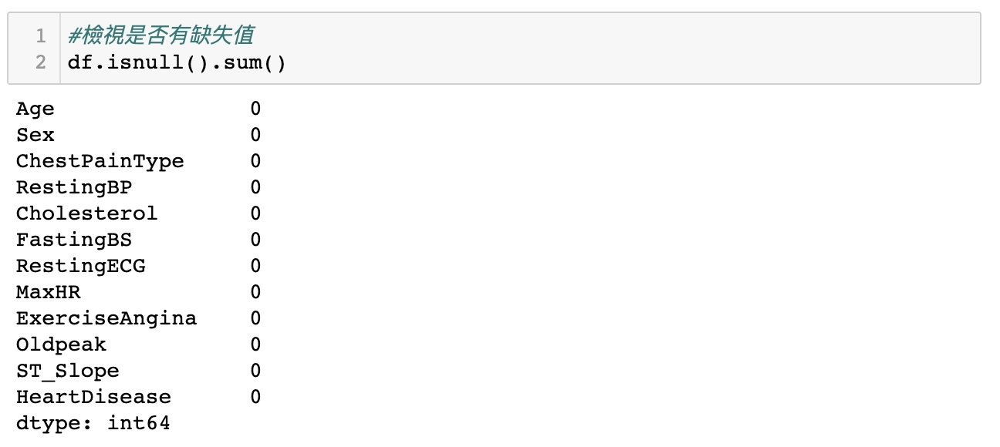 1 #檢視是否有缺失值
2 df.isnull().sum()
Age 0
Sex 0
ChestPainType 0
RestingBP 0
Cholesterol 0
FastingBS 0
RestingECG 0
MaxHR 0
ExerciseAngina 0
Oldpeak 0
ST_Slope 0
HeartDisease 0
dtype: int64